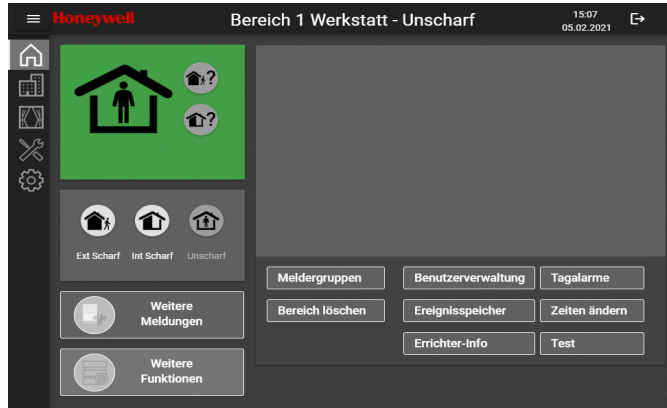 Honeywell
Bereich 1 Werkstatt - Unscharf
15:07
05.02.2021
?
?
Ext Scharf Int Scharf Unscharf
Weitere
Meldungen
Weitere
Funktionen
Meldergruppen Benutzerverwaltung Tagalarme
Bereich löschen Ereignisspeicher Zeiten ändern
Errichter-Info Test